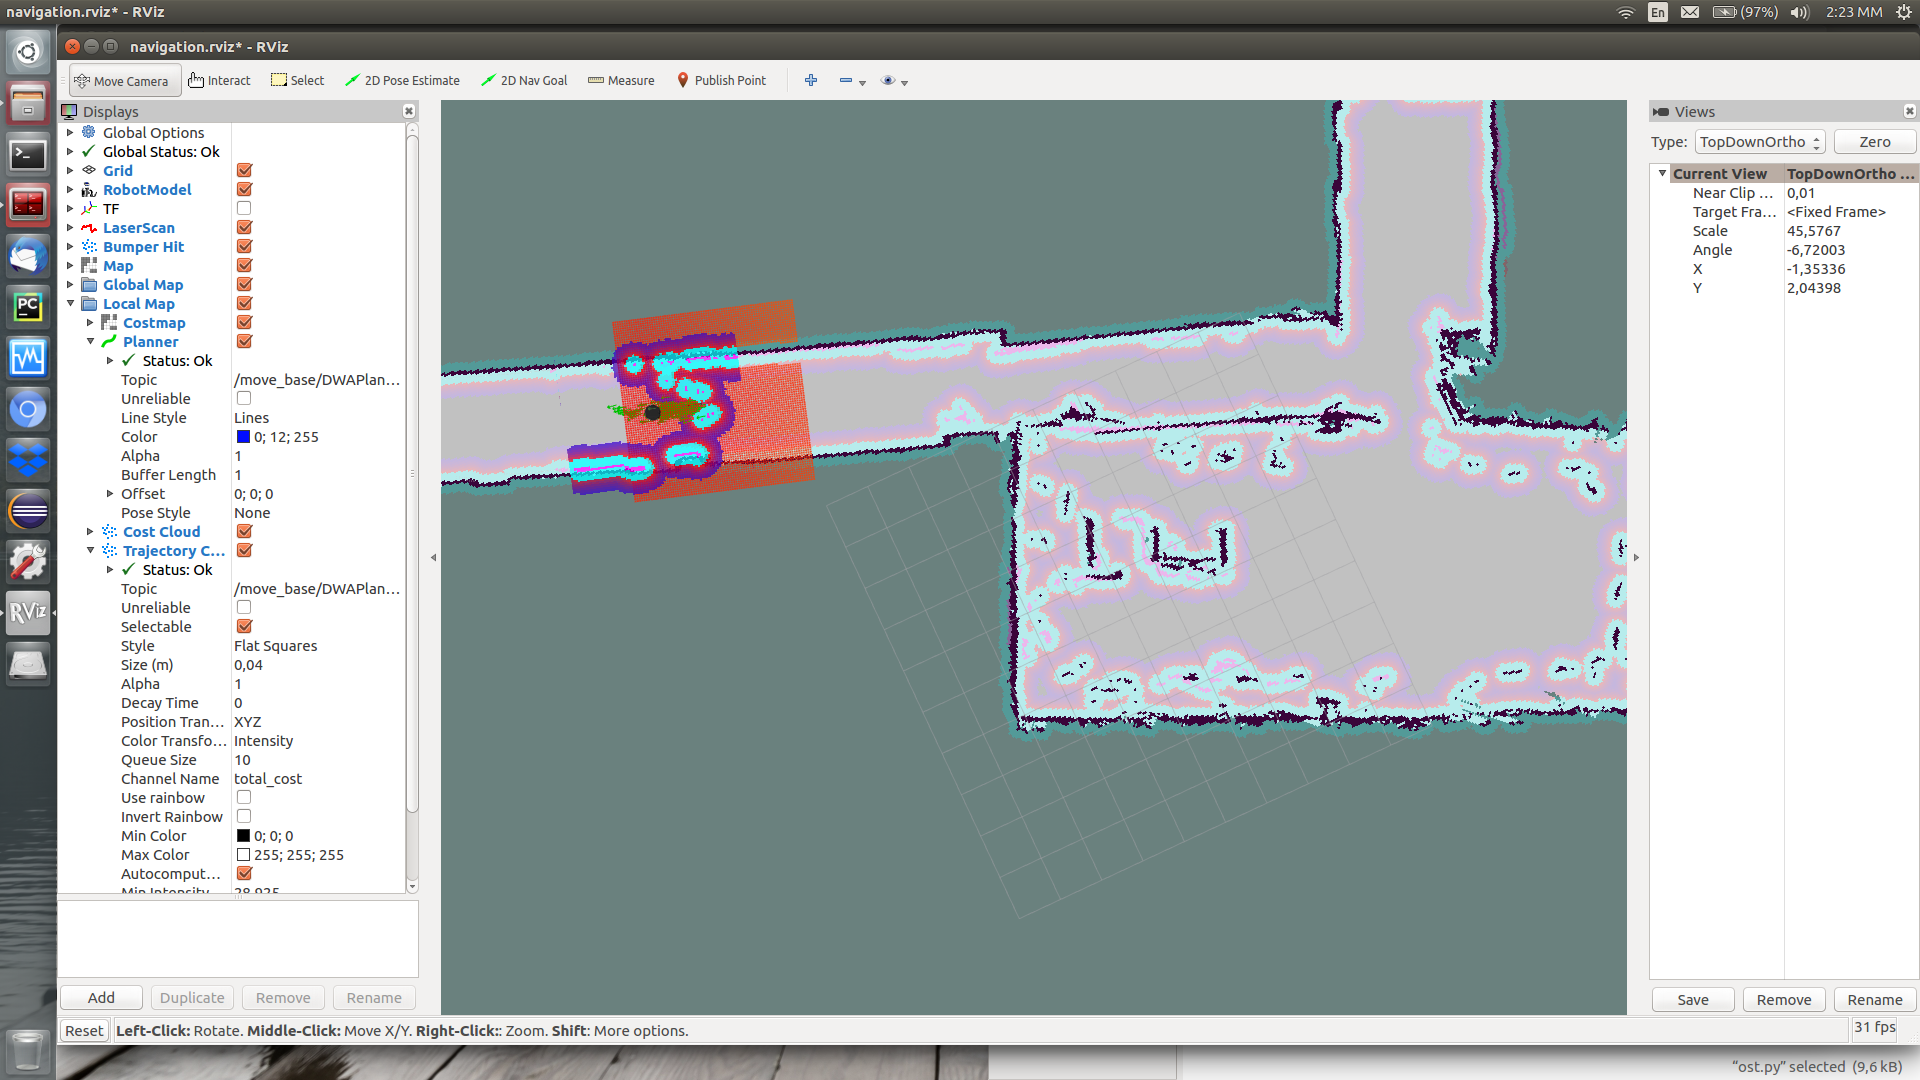 navigation.rviz* - RViz
En
(97%)
2:23 MM
navigation.rviz* - RViz
Move Camera
Interact
Select
2D Pose Estimate
2D Nav Goal
Measure
Publish Point
Displays
Global Options
Global Status: Ok
Grid
RobotModel
TF
LaserScan
Bumper Hit
Map
Global Map
Local Map
Costmap
Planner
Status: Ok
Topic /move_base/DWAPlan...
Unreliable
Line Style Lines
Color 0; 12; 255
Alpha 1
Buffer Length 1
Offset 0; 0; 0
Pose Style None
Cost Cloud
Trajectory C...
Status: Ok
Topic /move_base/DWAPlan...
Unreliable
Selectable
Style Flat Squares
Size (m) 0,04
Alpha 1
Decay Time 0
Position Tran... XYZ
Color Transfo... Intensity
Queue Size 10
Channel Name total_cost
Use rainbow
Invert Rainbow
Min Color 0; 0; 0
Max Color 255; 255; 255
Autocomput...
Min Intensity 28,925
Add
Duplicate
Remove
Rename
Reset
Left-Click: Rotate. Middle-Click: Move X/Y. Right-Click:: Zoom. Shift: More options.
31 fps
Views
Type: TopDownOrtho Zero
Current View TopDownOrtho ...
Near Clip ... 0,01
Target Fra... <Fixed Frame>
Scale 45,5767
Angle -6,72003
X -1,35336
Y 2,04398
Save
Remove
Rename
PC
RViz
“ost.py” selected (9,6 kB)